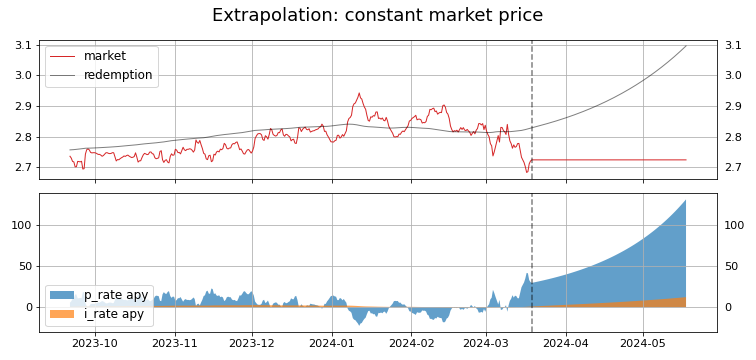 Extrapolation: constant market price
3.1 3.1
market
redemption
3.0 3.0
2.9 2.9
2.8 2.8
2.7 2.7
100 100
50 50
p_rate apy
0 0
i_rate apy
2023-10 2023-11 2023-12 2024-01 2024-02 2024-03 2024-04 2024-05